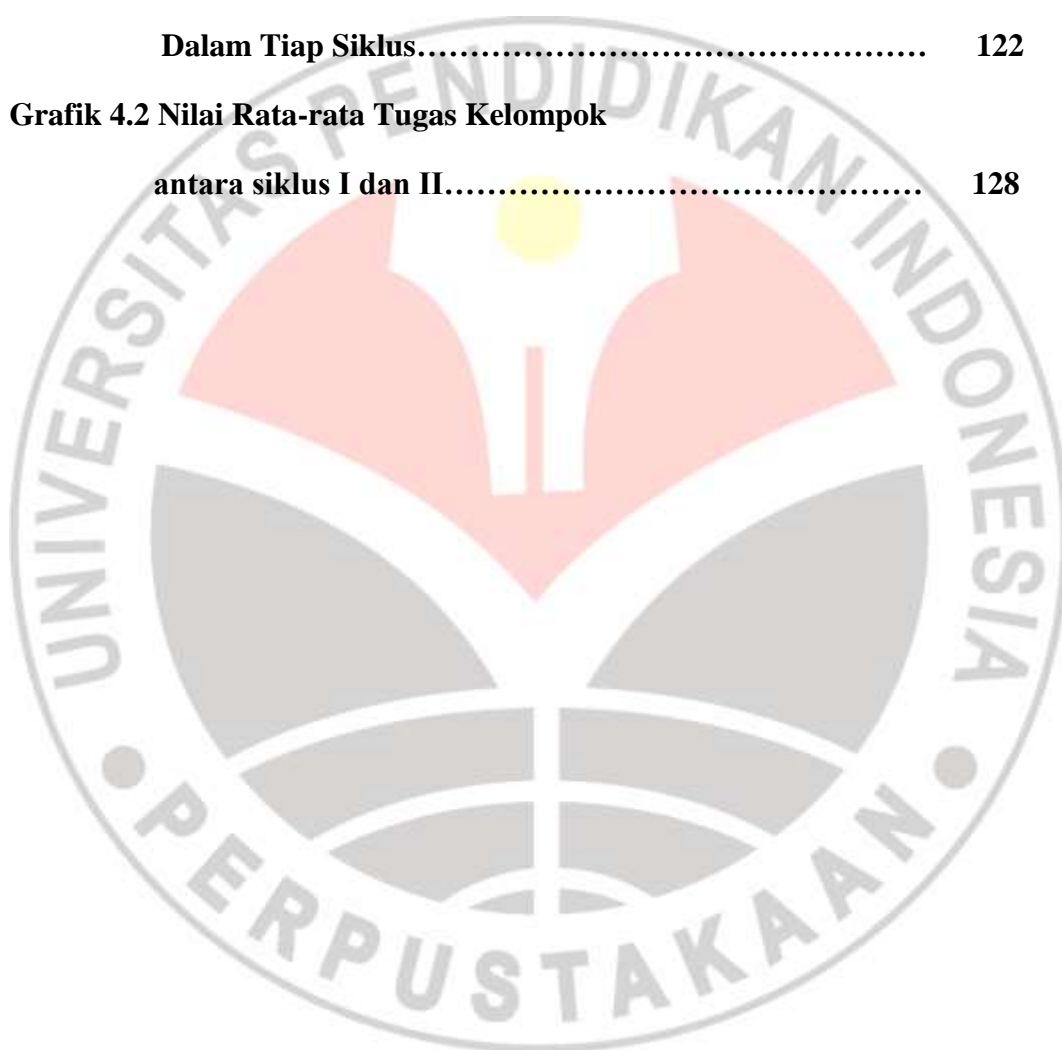 Dalam Tiap Siklus………………………………………… 122
Grafik 4.2 Nilai Rata-rata Tugas Kelompok
antara siklus I dan II……………………………………… 128
UNIVERSITAS PENDIDIKAN INDONESIA
PERPUSTAKAAN